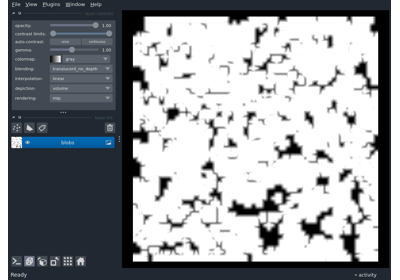 File View Plugins Window Help
opacity: 1.00
contrast limits:
auto-contrast: once continuous
gamma: 1.00
colormap: gray
blending: translucent_no_depth
interpolation: linear
depiction: volume
rendering: mip
blobs
Ready
activity